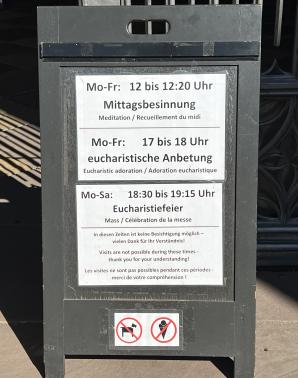 Mo-Fr: 12 bis 12:20 Uhr
Mittagsbesinnung
Meditation / Recueillement du midi
Mo-Fr: 17 bis 18 Uhr
eucharistische Anbetung
Eucharistic adoration / Adoration eucharistique
Mo-Sa: 18:30 bis 19:15 Uhr
Eucharistiefeier
Mass / Célébration de la messe
In diesen Zeiten ist keine Besichtigung möglich –
vielen Dank für Ihr Verständnis!
Visits are not possible during these times -
thank you for your understanding!
Les visites ne sont pas possibles pendant ces périodes -
merci de votre compréhension !